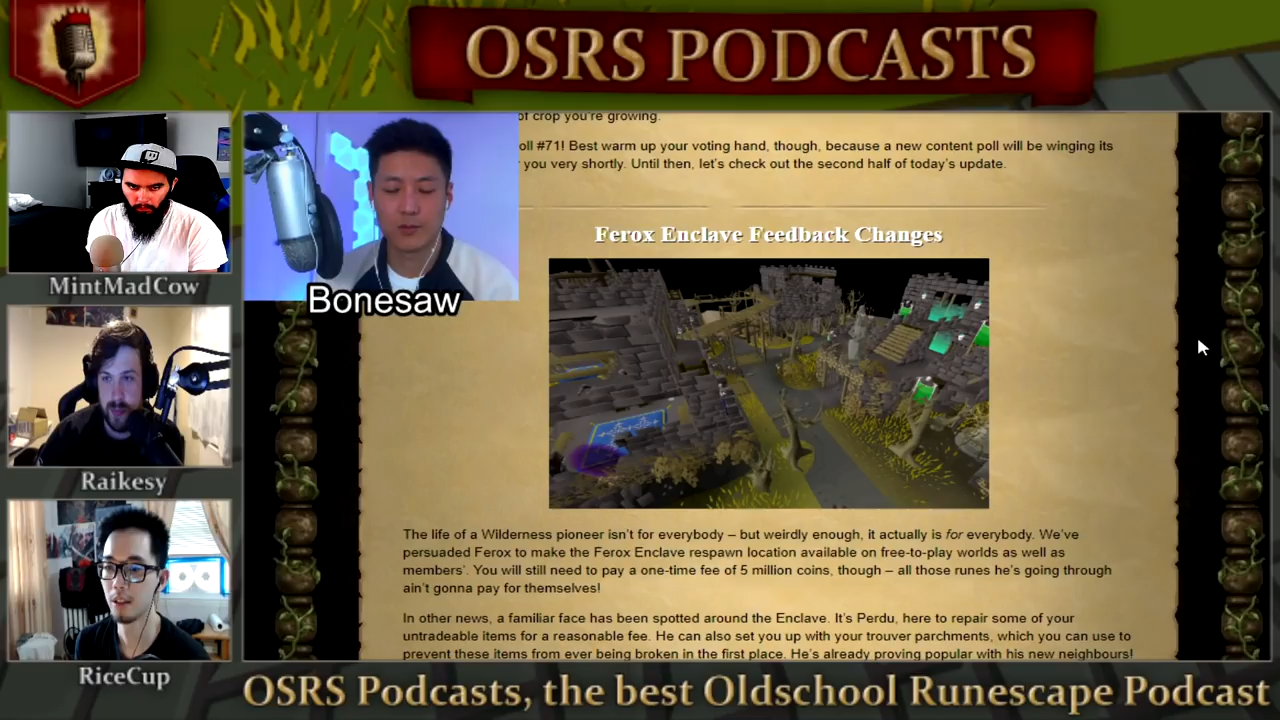 OSRS PODCASTS
of crop you're growing.
oll #71! Best warm up your voting hand, though, because a new content poll will be winging its
you very shortly. Until then, let's check out the second half of today's update.
Ferox Enclave Feedback Changes
MintMadCow
Bonesaw
Raikesy
RiceCup
The life of a Wilderness pioneer isn't for everybody – but weirdly enough, it actually is for everybody. We've
persuaded Ferox to make the Ferox Enclave respawn location available on free-to-play worlds as well as
members'. You will still need to pay a one-time fee of 5 million coins, though – all those runes he's going through
ain't gonna pay for themselves!
In other news, a familiar face has been spotted around the Enclave. It's Perdu, here to repair some of your
untradeable items for a reasonable fee. He can also set you up with your trouver parchments, which you can use to
prevent these items from ever being broken in the first place. He's already proving popular with his new neighbours!
OSRS Podcasts, the best Oldschool Runescape Podcast